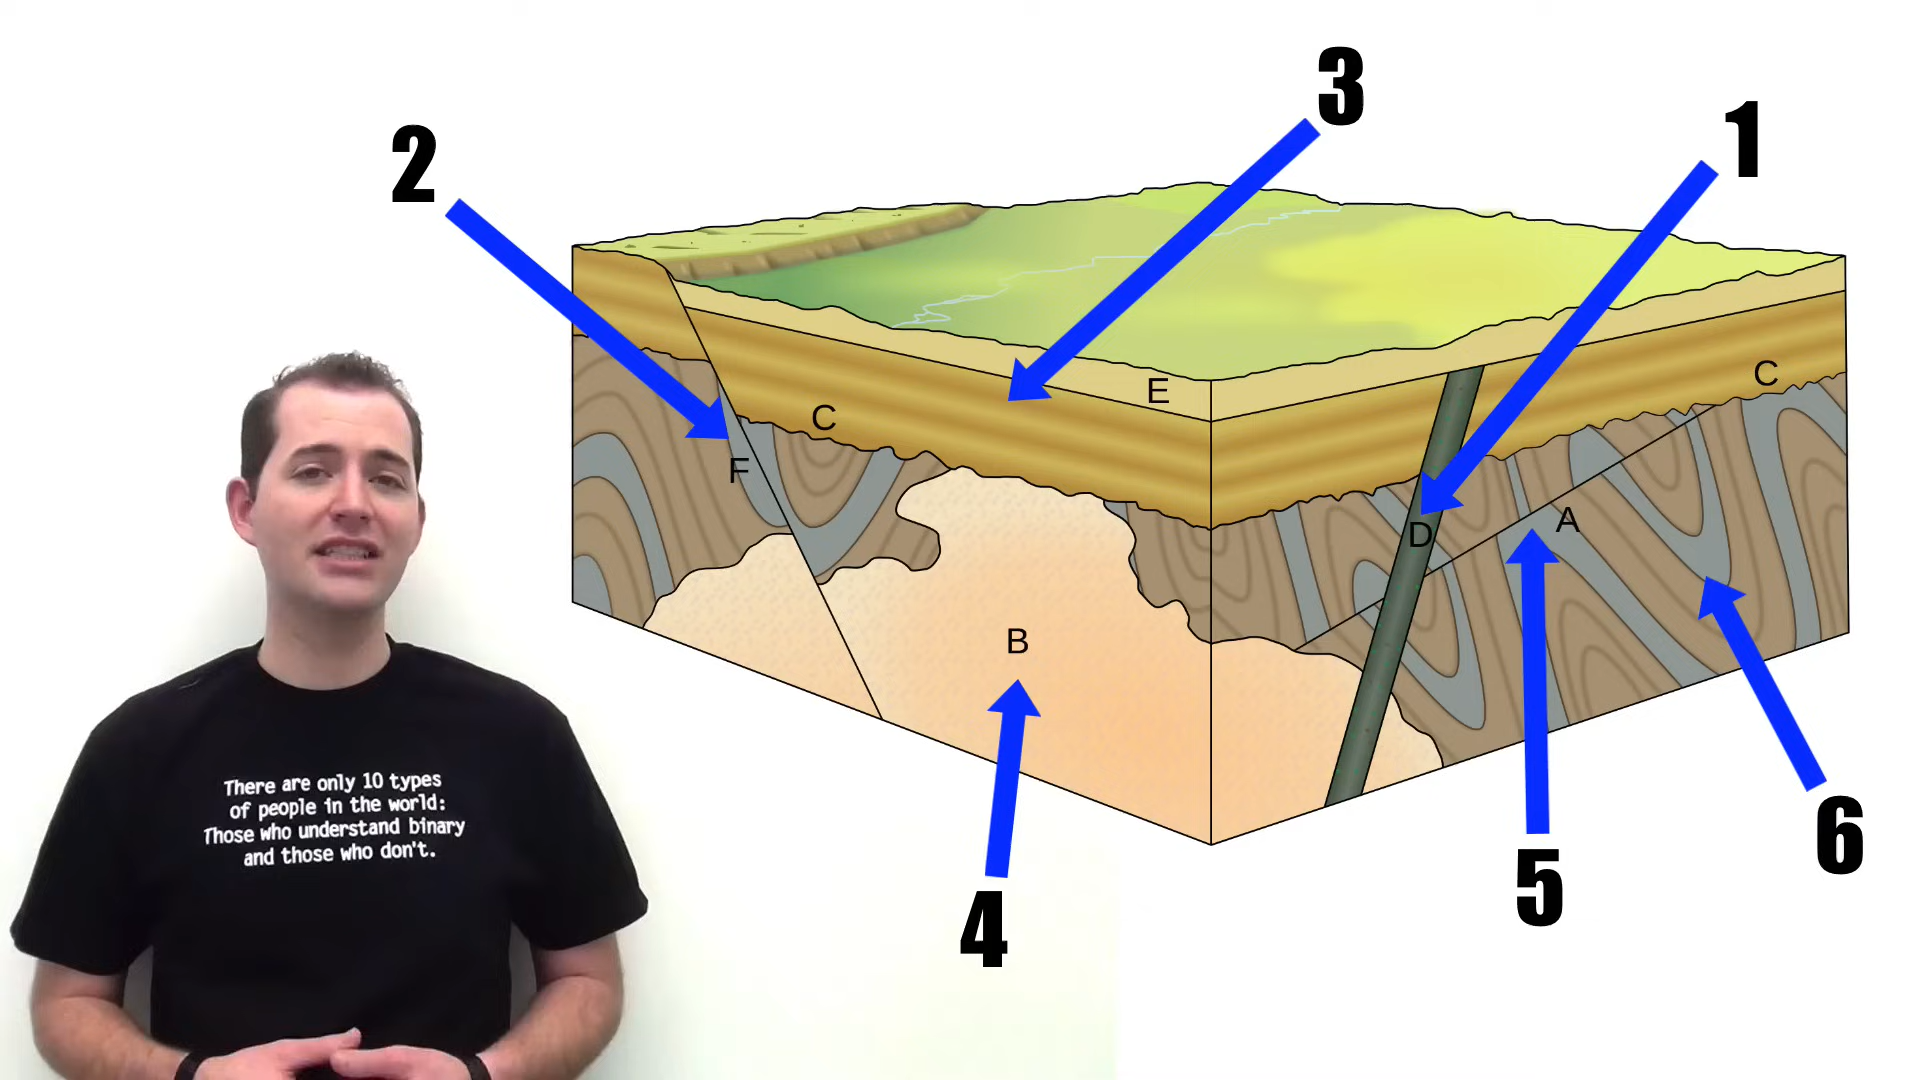 3
1
2
E
C
C
F
D
A
B
There are only 10 types
of people in the world:
Those who understand binary
and those who don't.
4
5
6